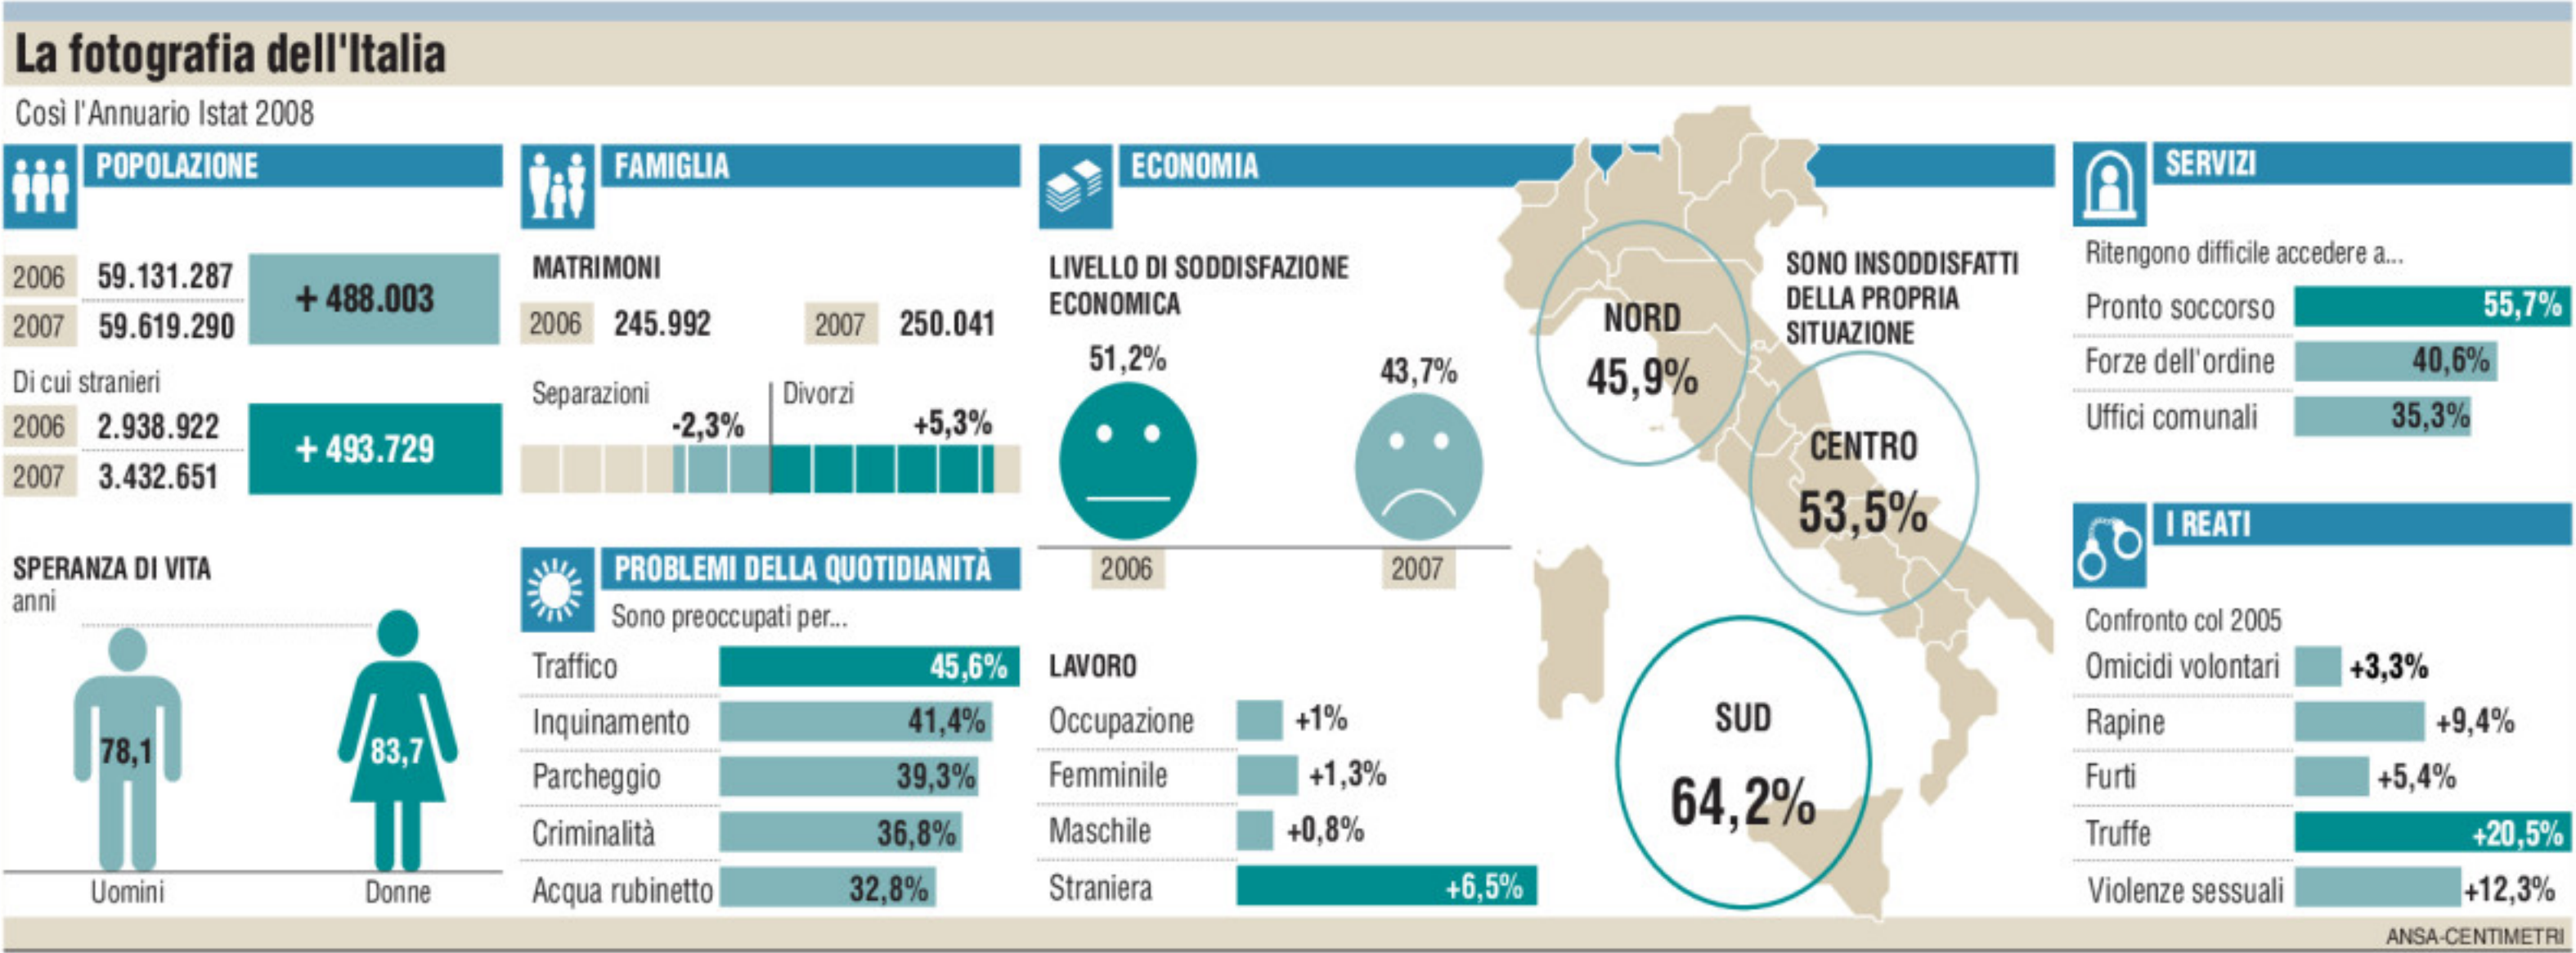 La fotografia dell'Italia
Così l'Annuario Istat 2008
POPOLAZIONE
2006 59.131.287
+ 488.003
2007 59.619.290
Di cui stranieri
2006 2.938.922
+ 493.729
2007 3.432.651
SPERANZA DI VITA
anni
78,1
83,7
Uomini
Donne
FAMIGLIA
MATRIMONI
2006 245.992
2007 250.041
Separazioni
-2,3%
Divorzi
+5,3%
PROBLEMI DELLA QUOTIDIANITÀ
Sono preoccupati per...
Traffico 45,6%
Inquinamento 41,4%
Parcheggio 39,3%
Criminalità 36,8%
Acqua rubinetto 32,8%
ECONOMIA
LIVELLO DI SODDISFAZIONE
ECONOMICA
51,2%
43,7%
2006
2007
LAVORO
Occupazione +1%
Femminile +1,3%
Maschile +0,8%
Straniera +6,5%
SONO INSODDISFATTI
DELLA PROPRIA
SITUAZIONE
NORD
45,9%
CENTRO
53,5%
SUD
64,2%
SERVIZI
Ritengono difficile accedere a...
Pronto soccorso 55,7%
Forze dell'ordine 40,6%
Uffici comunali 35,3%
I REATI
Confronto col 2005
Omicidi volontari +3,3%
Rapine +9,4%
Furti +5,4%
Truffe +20,5%
Violenze sessuali +12,3%
ANSA-CENTIMETRI